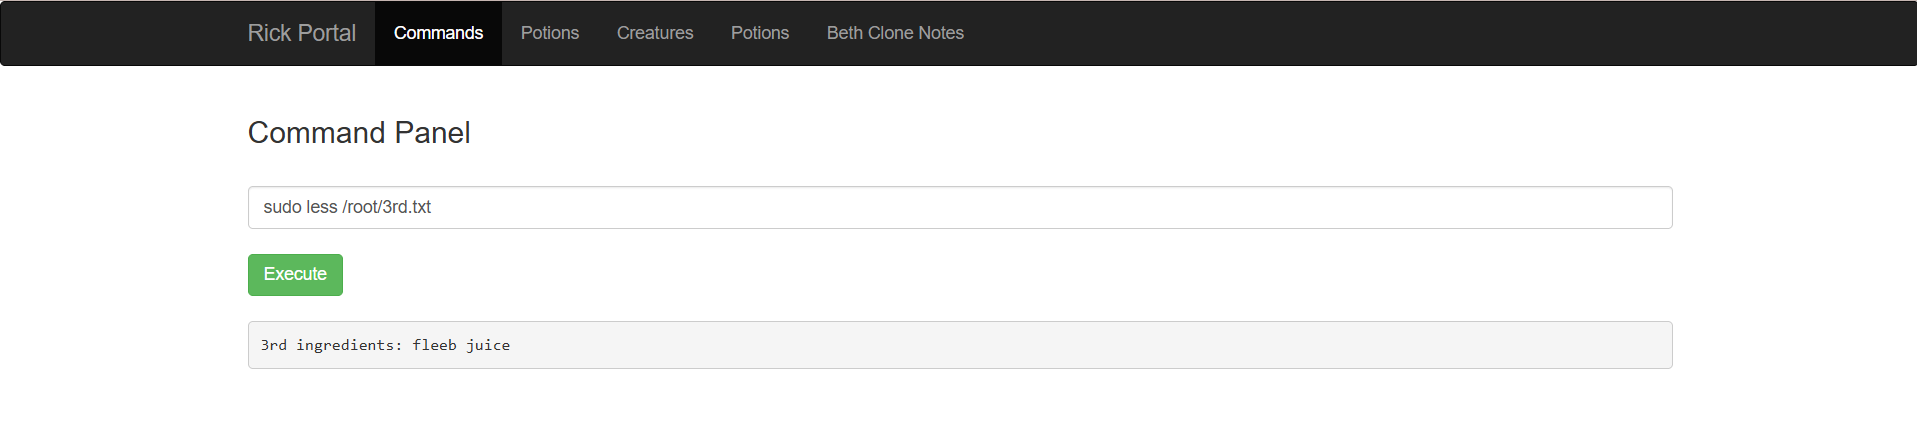 Rick Portal Commands Potions Creatures Potions Beth Clone Notes
Command Panel
sudo less /root/3rd.txt
Execute
3rd ingredients: fleeb juice